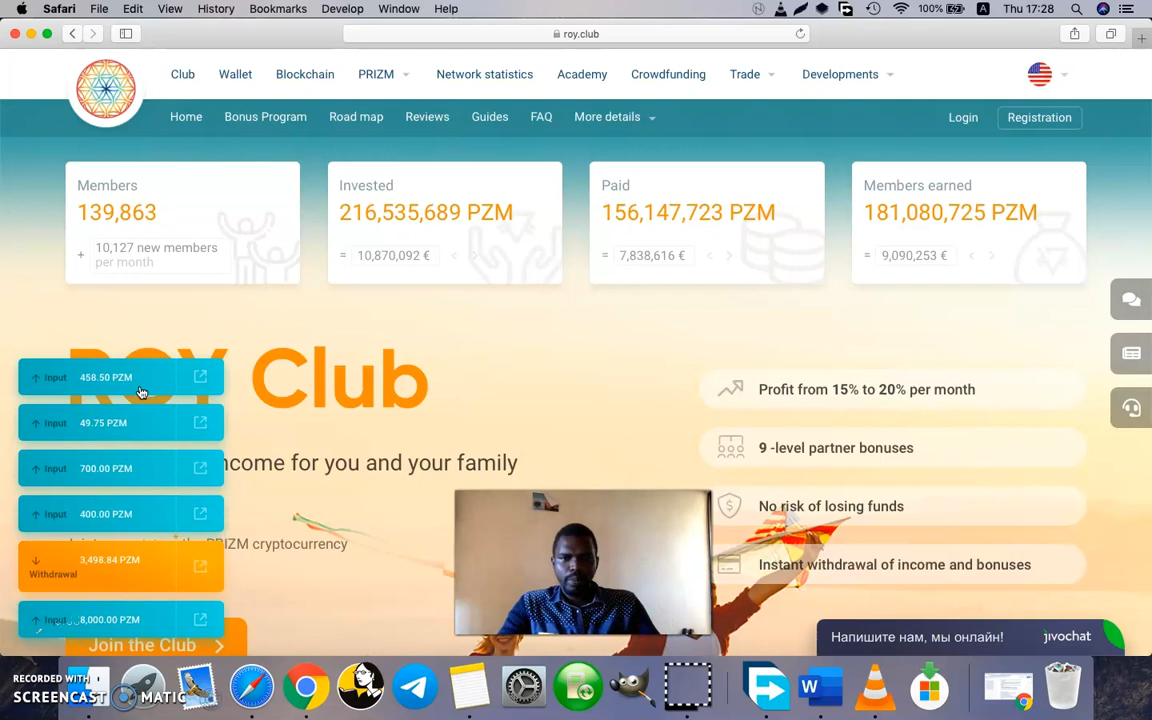 Safari File Edit View History Bookmarks Develop Window Help
100% A Thu 17:28
roy.club
Club Wallet Blockchain PRIZM Network statistics Academy Crowdfunding Trade Developments
Home Bonus Program Road map Reviews Guides FAQ More details Login Registration
Members
139,863
+ 10,127 new members
per month
Invested
216,535,689 PZM
= 10,870,092 €
Paid
156,147,723 PZM
= 7,838,616 €
Members earned
181,080,725 PZM
= 9,090,253 €
ROY Club
ncome for you and your family
the PRIZM cryptocurrency
Input 458.50 PZM
Input 49.75 PZM
Input 700.00 PZM
Input 400.00 PZM
Withdrawal 3,498.84 PZM
Input 8,000.00 PZM
Join the Club
Profit from 15% to 20% per month
9 -level partner bonuses
No risk of losing funds
Instant withdrawal of income and bonuses
Напишите нам, мы онлайн! jivochat
RECORDED WITH
SCREENCAST MATIC